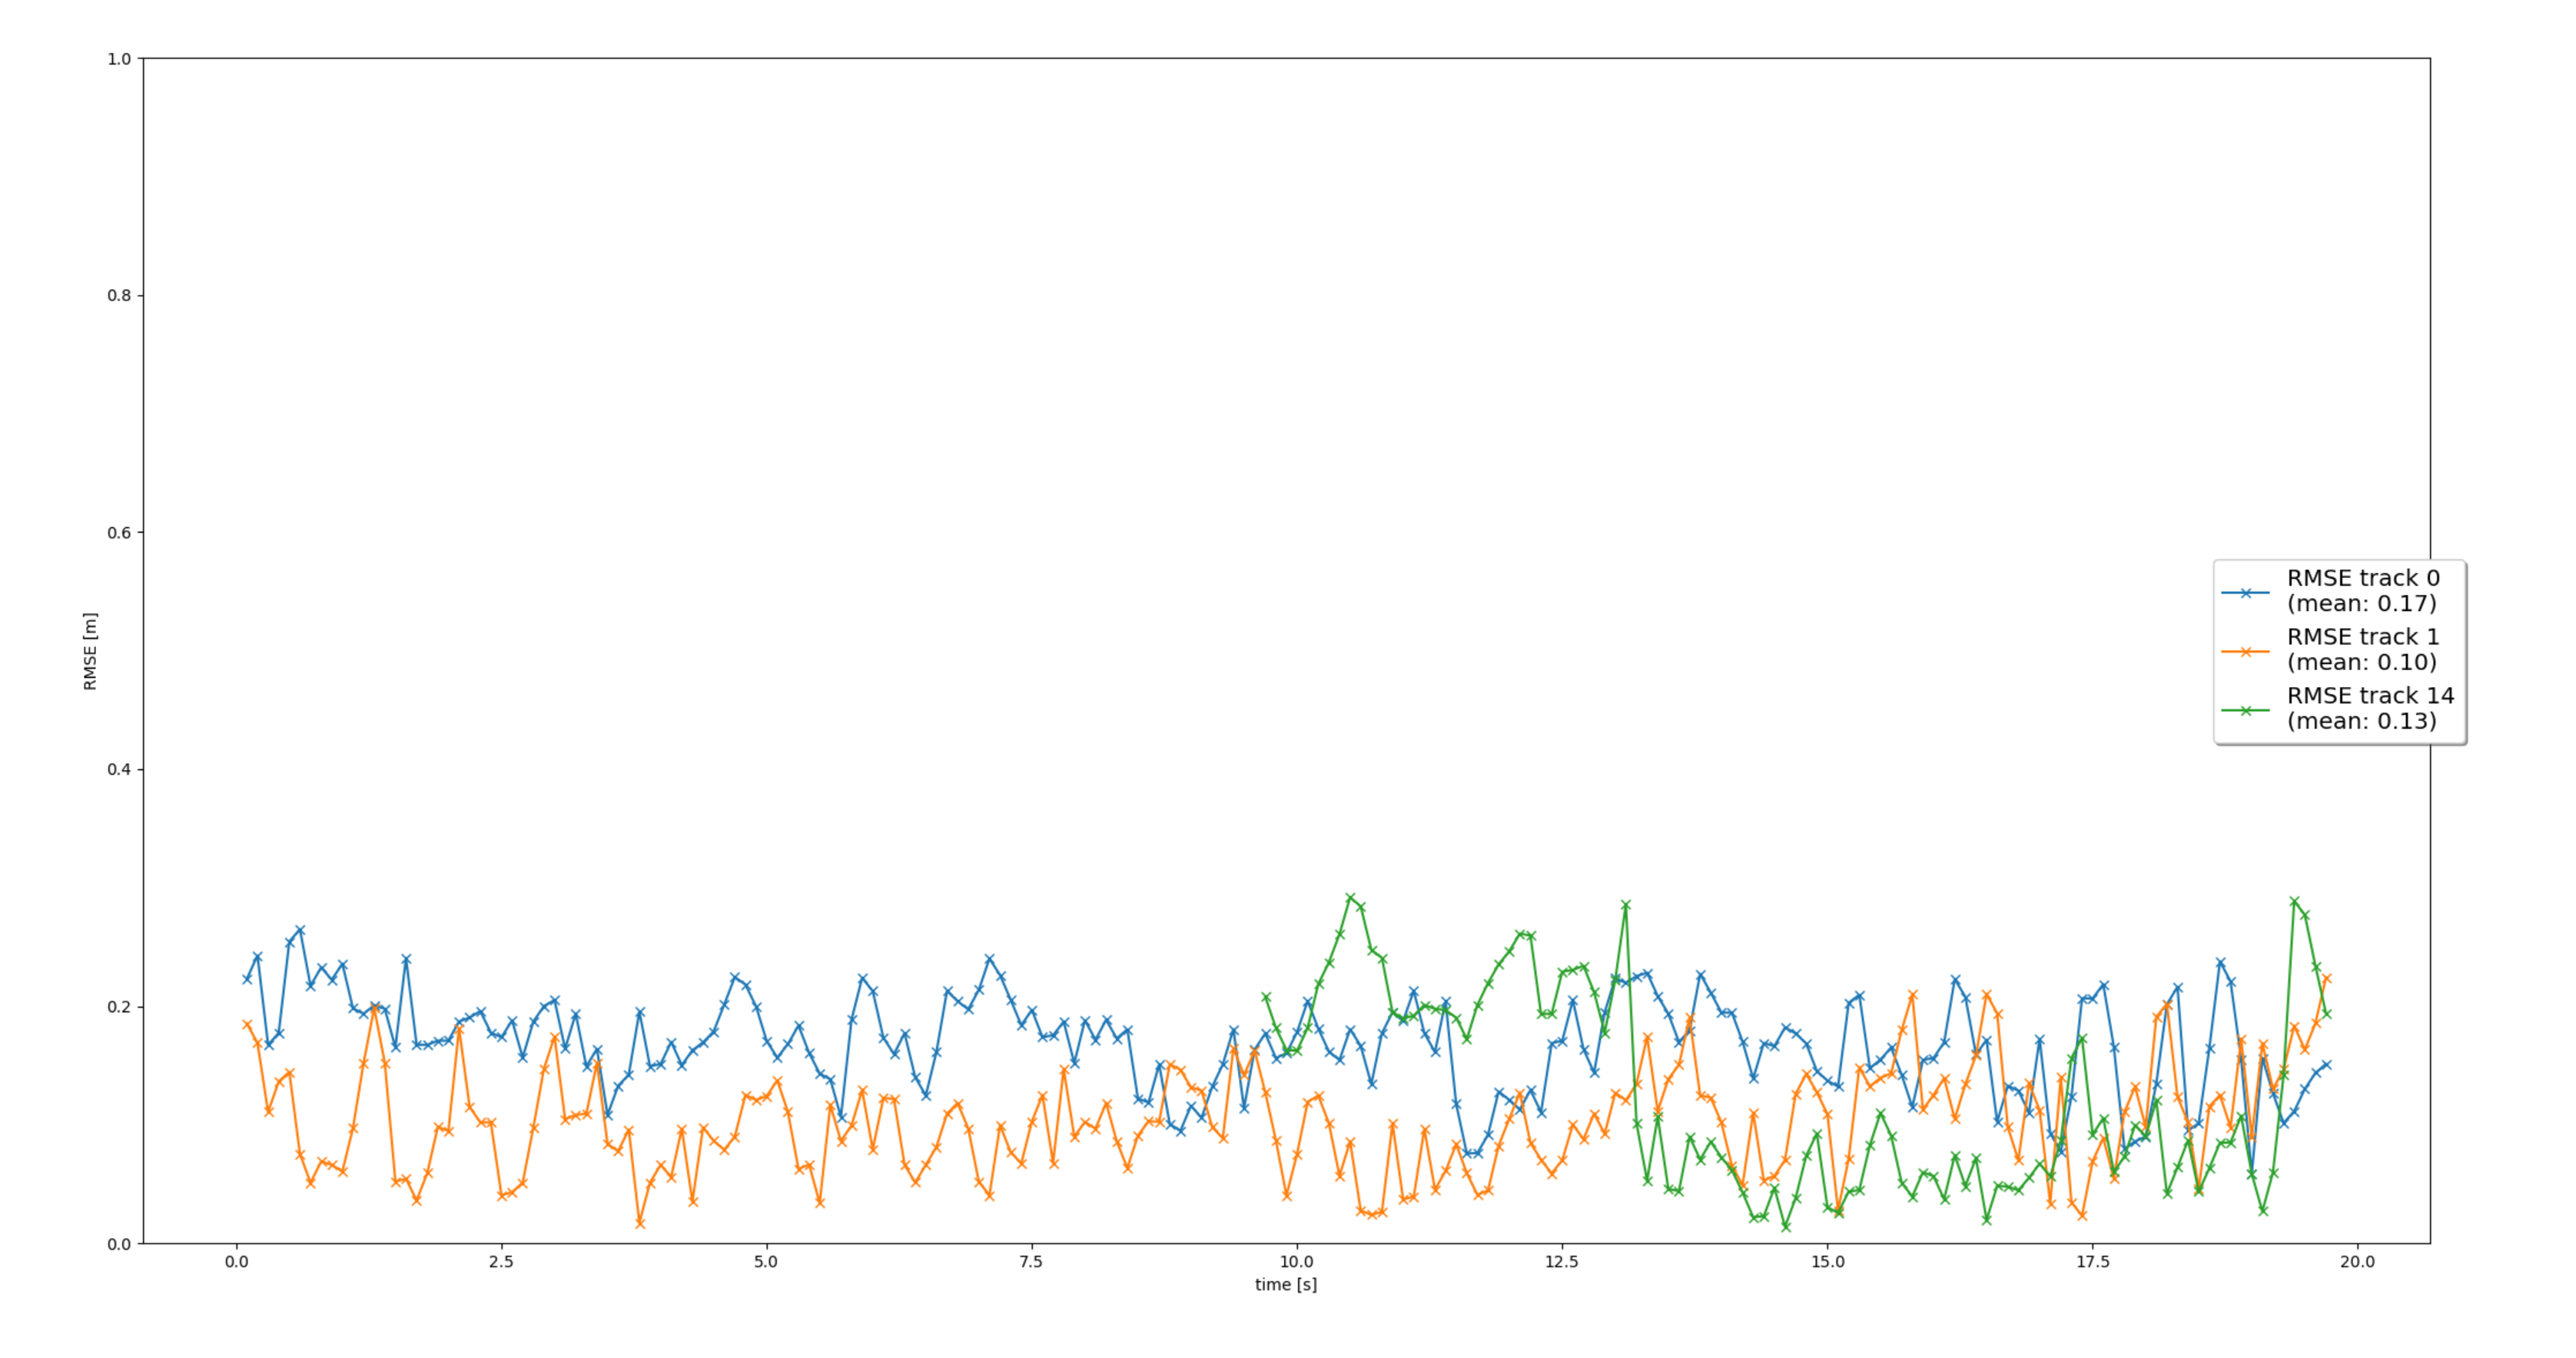 1.0
0.8
0.6
0.4
0.2
0.0
RMSE [m]
0.0 2.5 5.0 7.5 10.0 12.5 15.0 17.5 20.0
time [s]
RMSE track 0
(mean: 0.17)
RMSE track 1
(mean: 0.10)
RMSE track 14
(mean: 0.13)